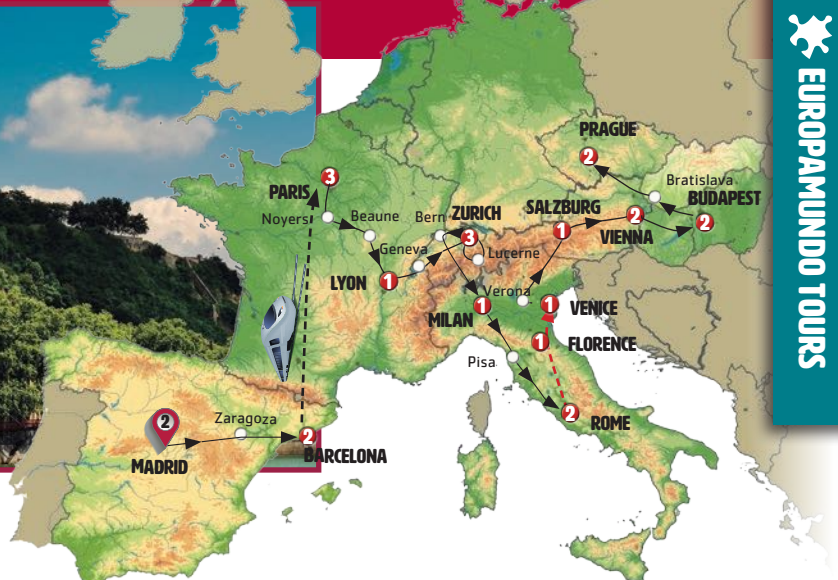 EUROPAMUNDO TOURS
PRAGUE
2
Bratislava
BUDAPEST
2
3
PARIS
Noyers
Beaune
Bern
ZURICH
3
SALZBURG
1
2
VIENNA
Geneva
Lucerne
LYON
1
Verona
1
VENICE
MILAN
1
1
FLORENCE
Pisa
2
ROME
2
MADRID
Zaragoza
2
BARCELONA